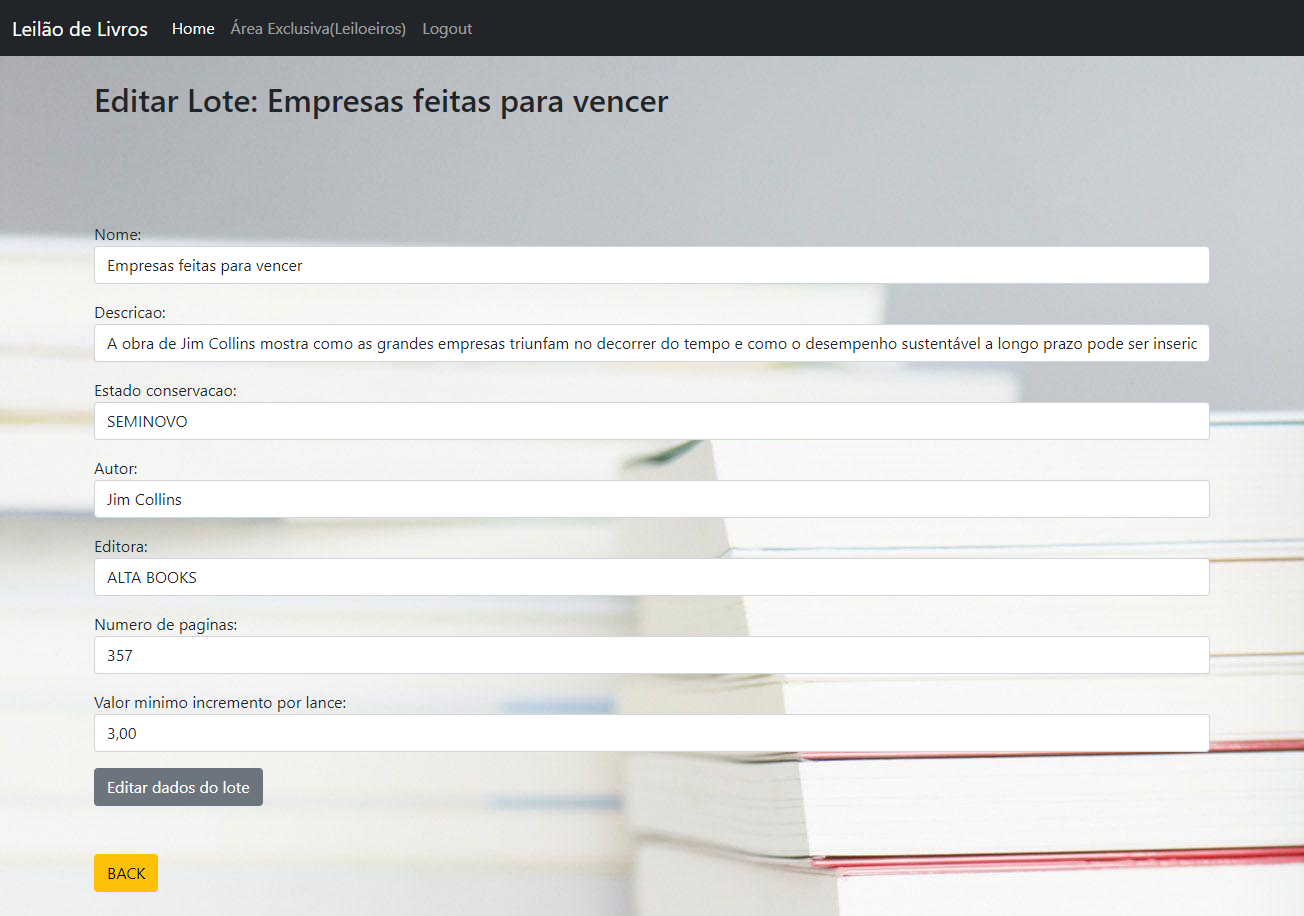 Leilão de Livros Home Área Exclusiva(Leiloeiros) Logout
Editar Lote: Empresas feitas para vencer
Nome:
Empresas feitas para vencer
Descricao:
A obra de Jim Collins mostra como as grandes empresas triunfam no decorrer do tempo e como o desempenho sustentável a longo prazo pode ser inseric
Estado conservacao:
SEMINOVO
Autor:
Jim Collins
Editora:
ALTA BOOKS
Numero de paginas:
357
Valor minimo incremento por lance:
3,00
Editar dados do lote
BACK